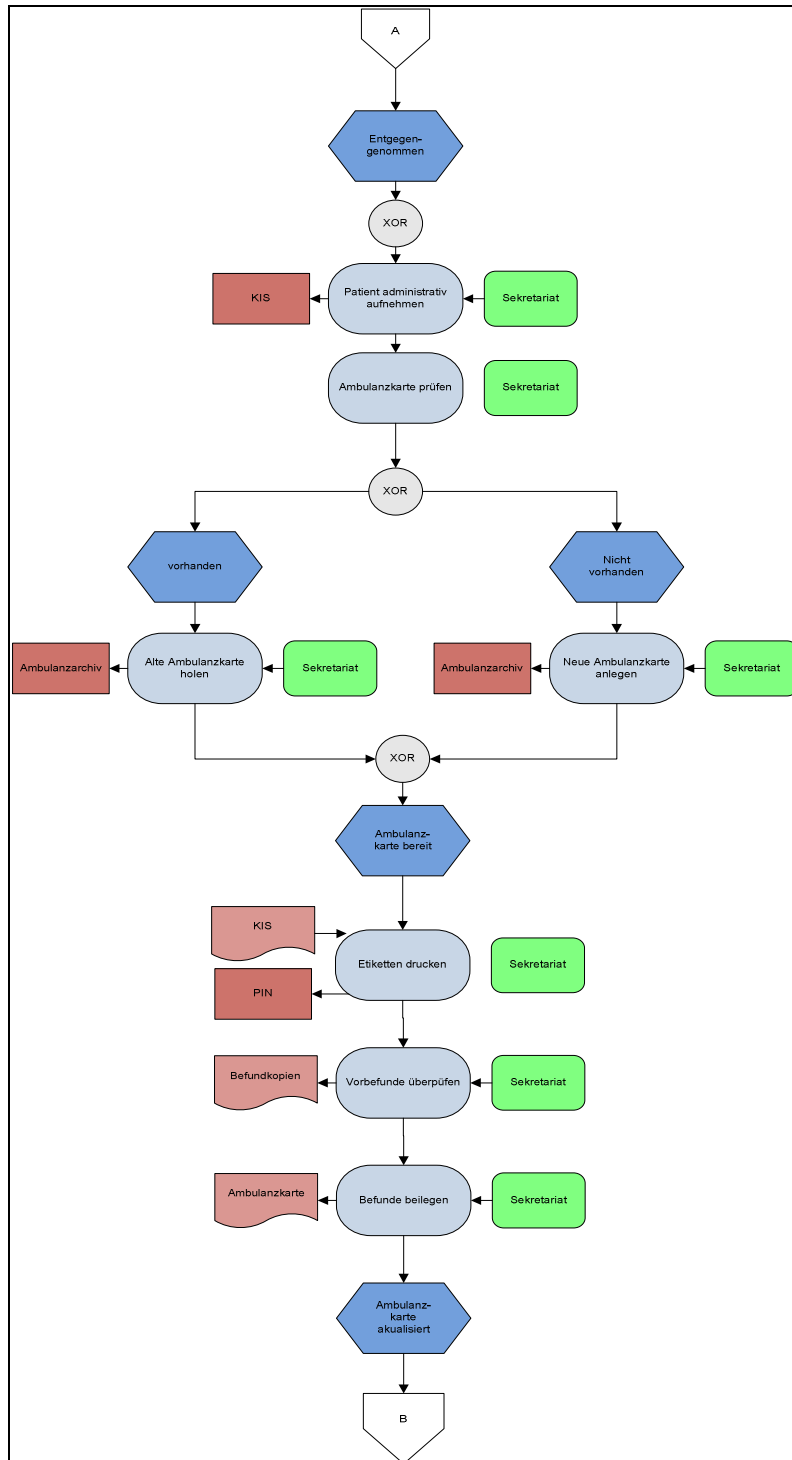 A
Entgegen-
genommen
XOR
KIS
Patient administrativ
aufnehmen
Sekretariat
Ambulanzkarte prüfen
Sekretariat
XOR
vorhanden
Nicht
vorhanden
Ambulanzarchiv
Alte Ambulanzkarte
holen
Sekretariat
Ambulanzarchiv
Neue Ambulanzkarte
anlegen
Sekretariat
XOR
Ambulanz-
karte bereit
KIS
Etiketten drucken
Sekretariat
PIN
Befundkopien
Vorbefunde überpüfen
Sekretariat
Ambulanzkarte
Befunde beilegen
Sekretariat
Ambulanz-
karte
akualisiert
B